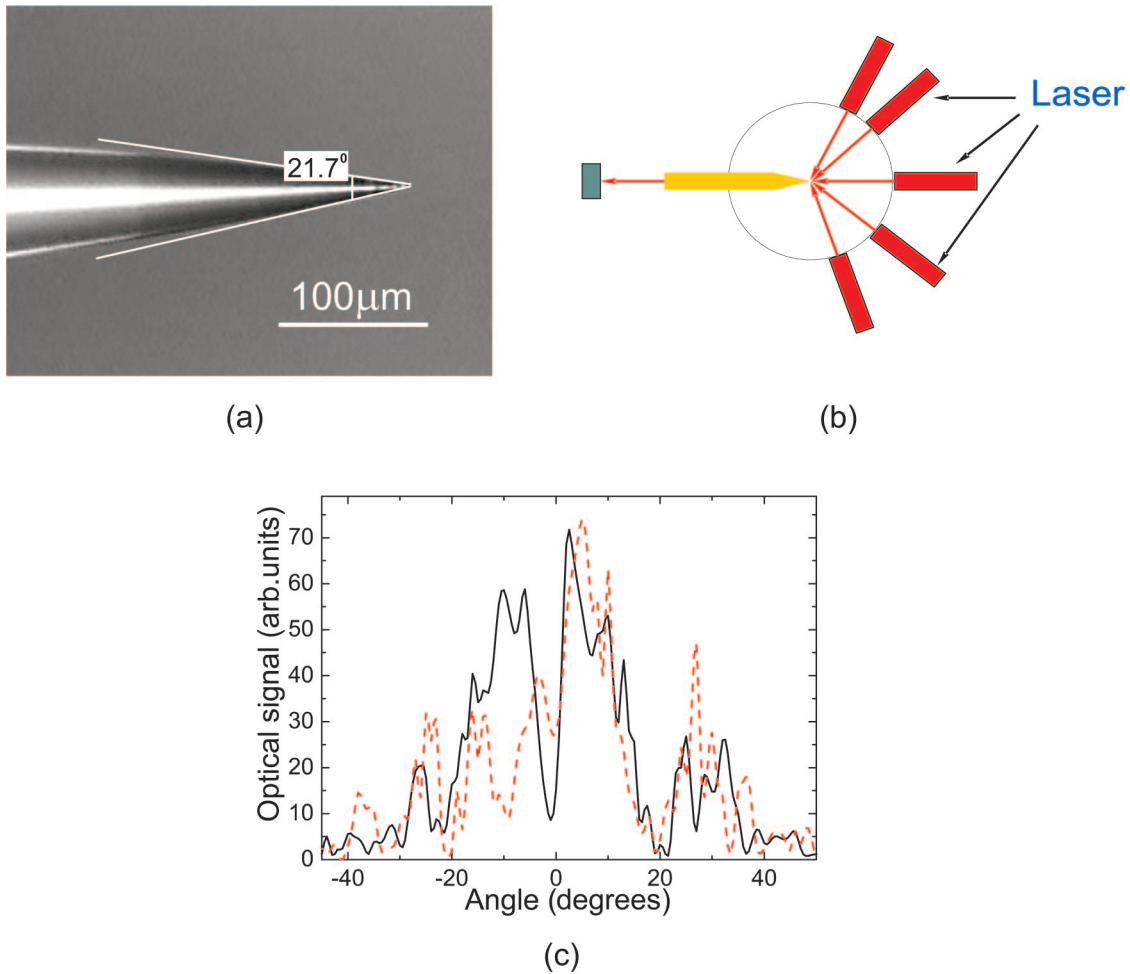 21.7⁰
100μm
(a)
Laser
(b)
Optical signal (arb.units)
70
60
50
40
30
20
10
0
-40 -20 0 20 40
Angle (degrees)
(c)